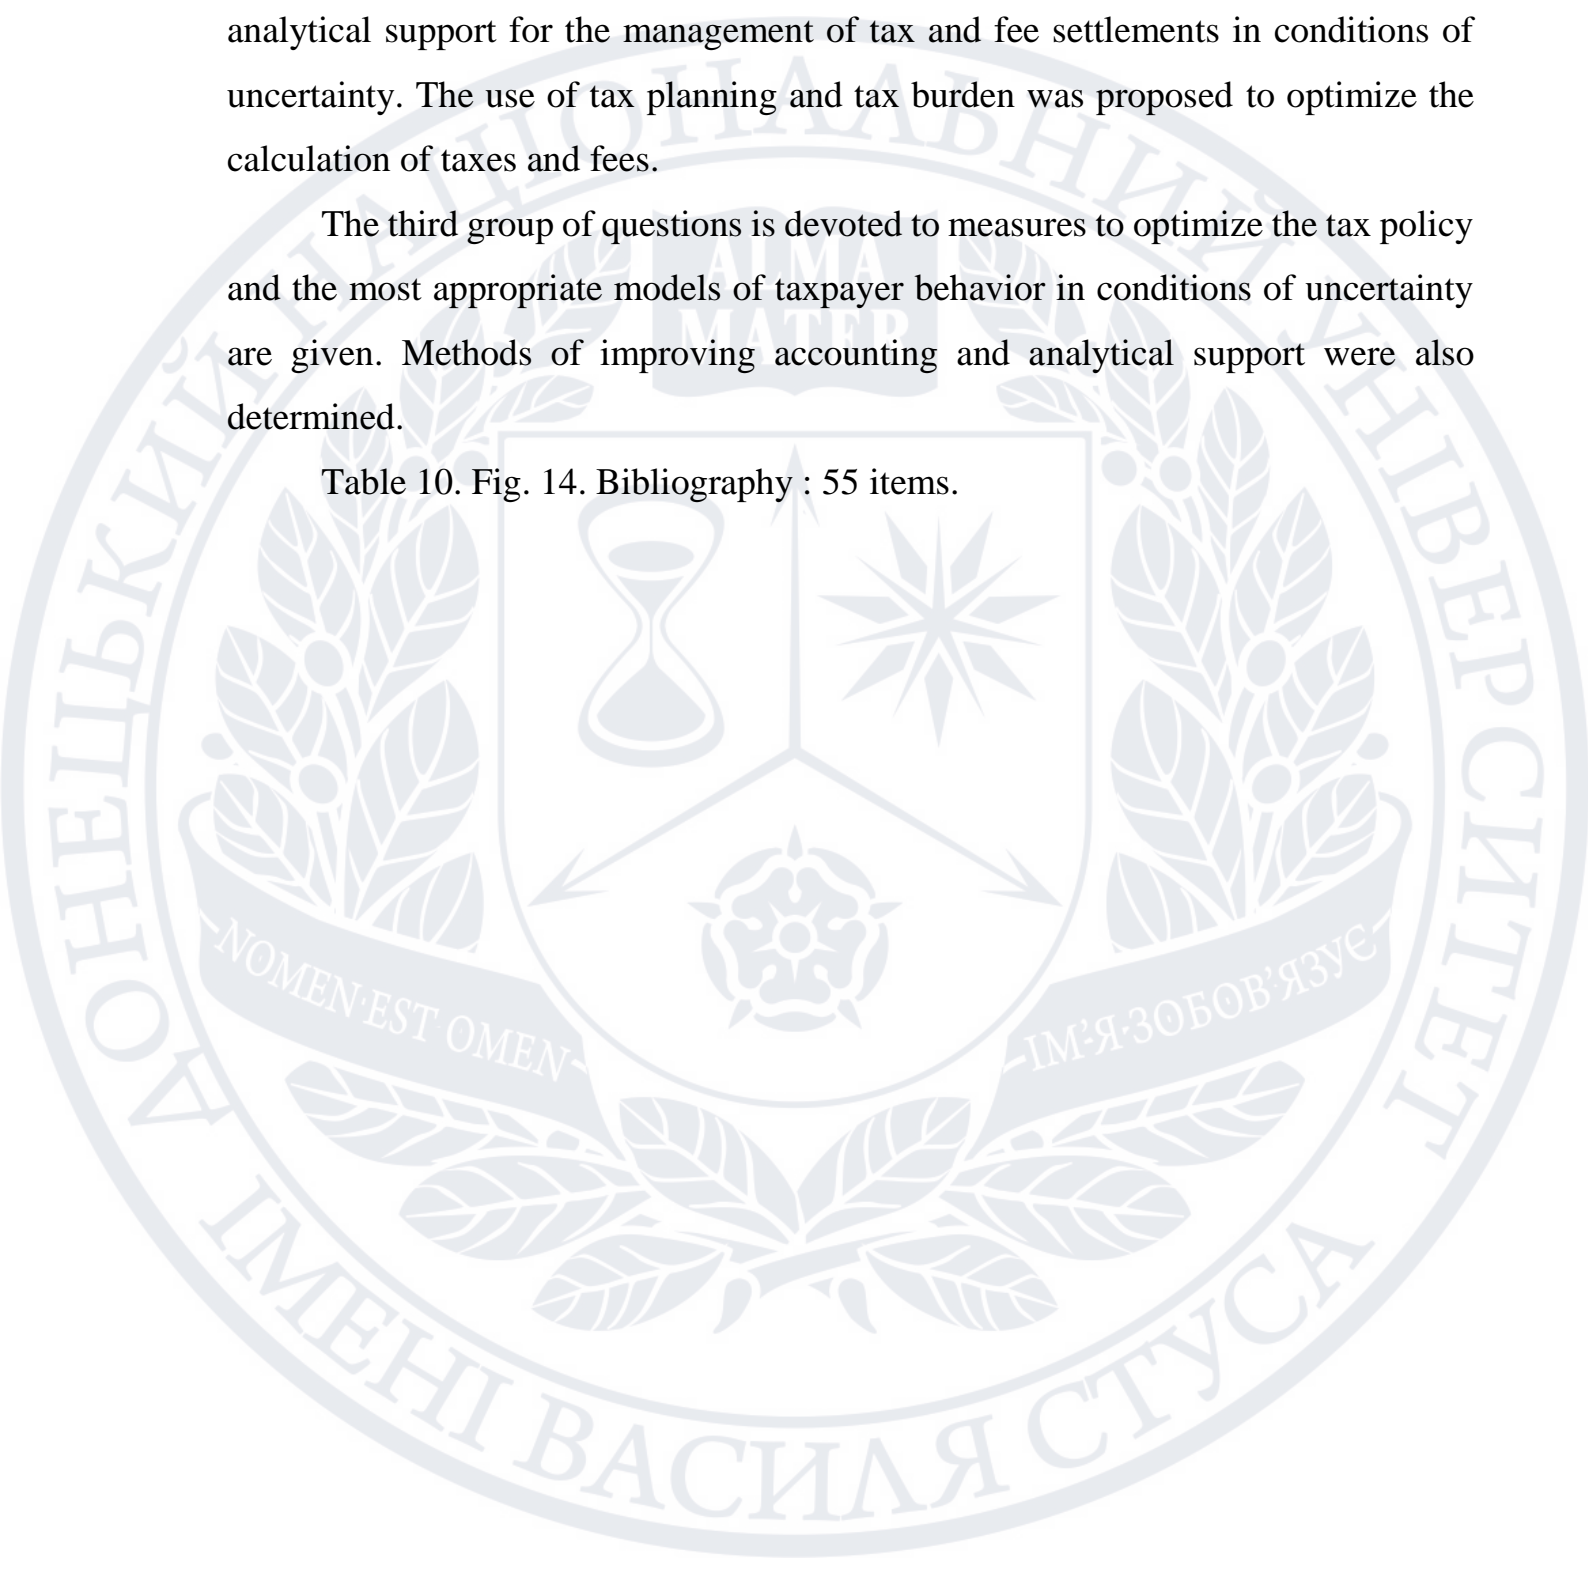 analytical support for the management of tax and fee settlements in conditions of
uncertainty. The use of tax planning and tax burden was proposed to optimize the
calculation of taxes and fees.
The third group of questions is devoted to measures to optimize the tax policy
and the most appropriate models of taxpayer behavior in conditions of uncertainty
are given. Methods of improving accounting and analytical support were also
determined.
Table 10. Fig. 14. Bibliography : 55 items.
ДОНЕЦЬКИЙ НАЦІОНАЛЬНИЙ УНІВЕРСИТЕТ
ALMA
MATER
NOMEN·EST·OMEN
ІМ'Я·ЗОБОВ'ЯЗУЄ
ІМЕНІ ВАСИЛЯ СТУСА